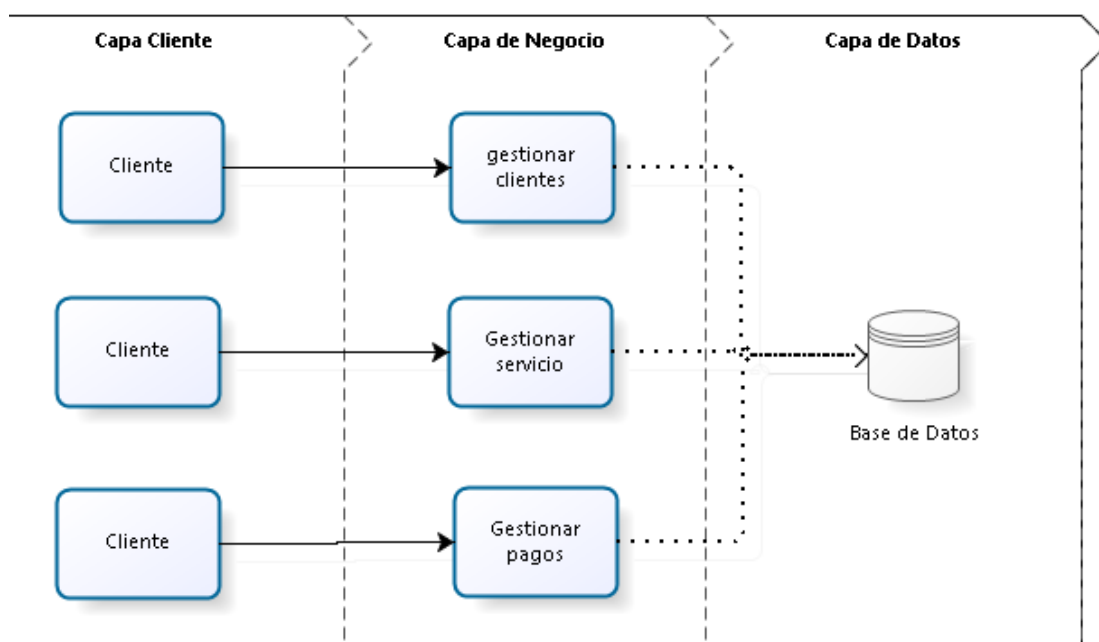 Capa Cliente
Capa de Negocio
Capa de Datos
Cliente
gestionar
clientes
Cliente
Gestionar
servicio
Base de Datos
Cliente
Gestionar
pagos